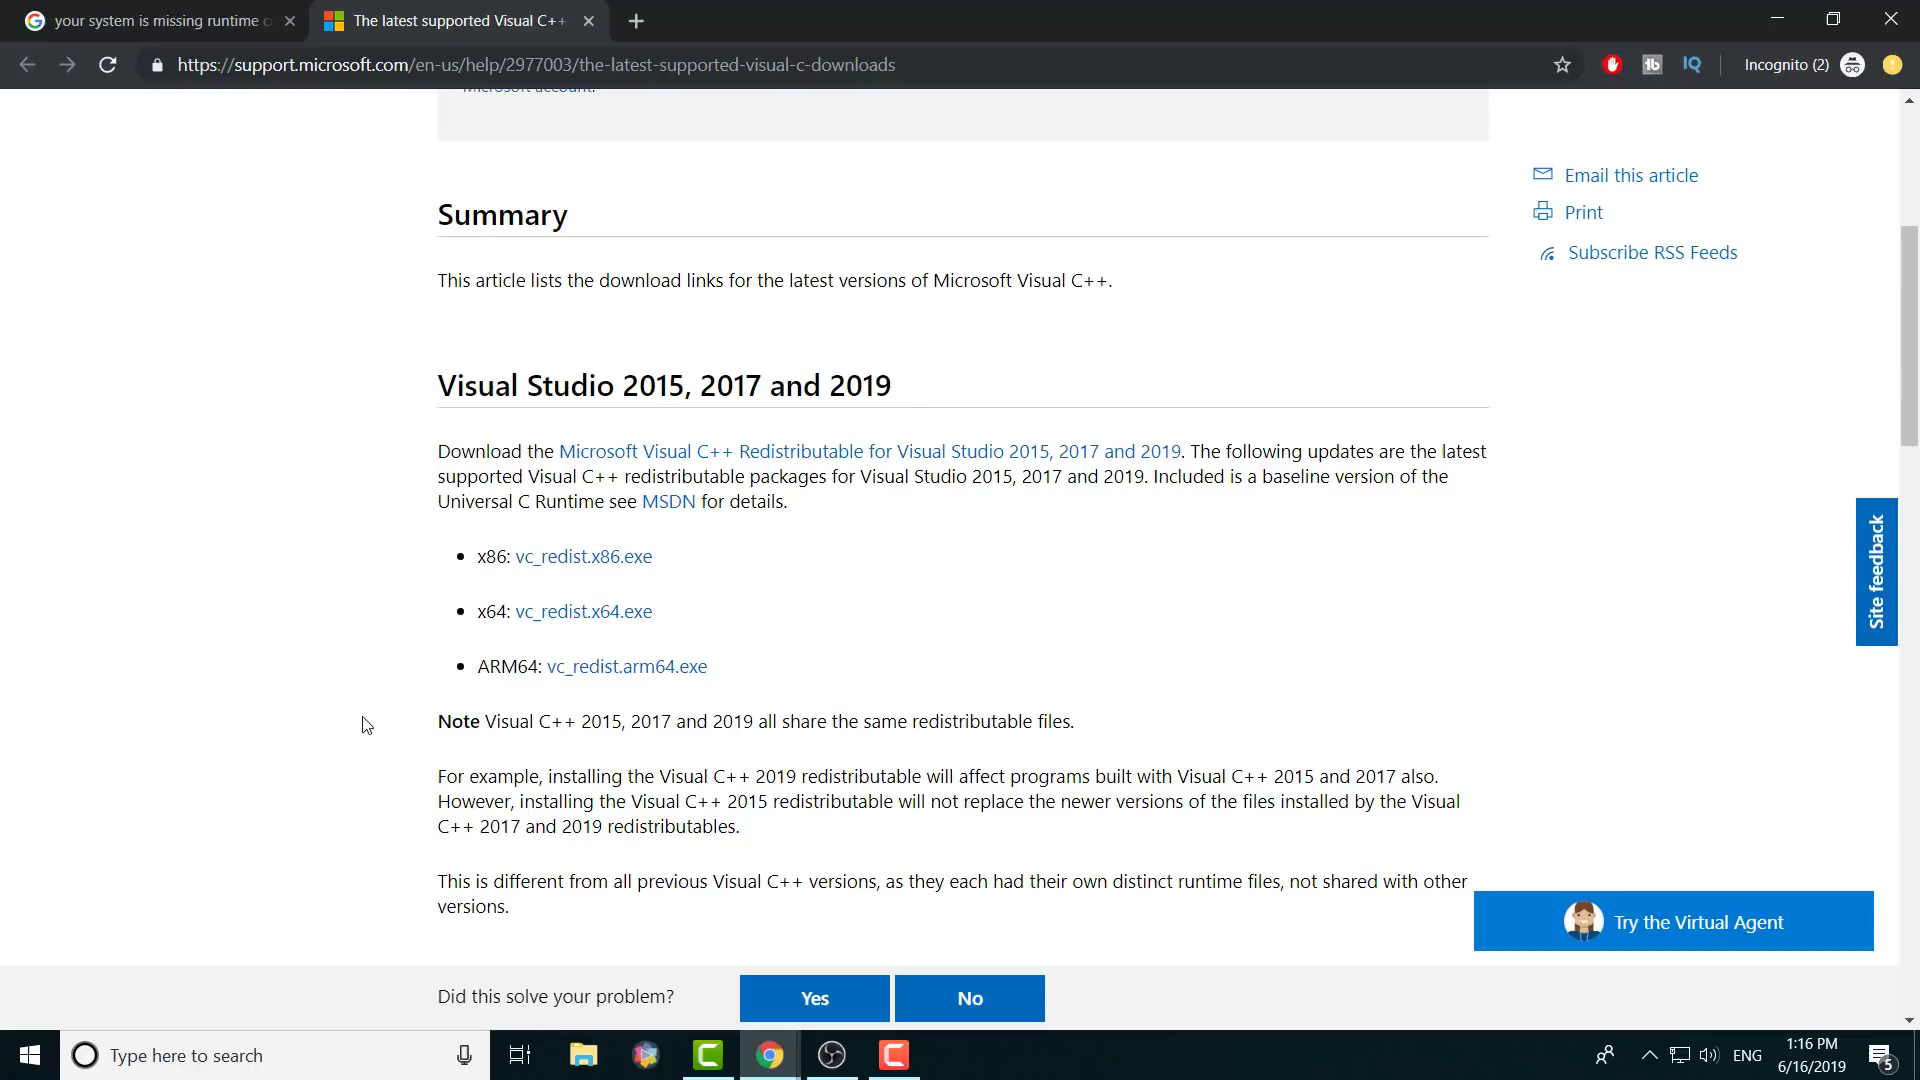 your system is missing runtime c
The latest supported Visual C++
https://support.microsoft.com/en-us/help/2977003/the-latest-supported-visual-c-downloads
IQ
Incognito (2)
Microsoft account.
Email this article
Print
Subscribe RSS Feeds
Summary
This article lists the download links for the latest versions of Microsoft Visual C++.
Visual Studio 2015, 2017 and 2019
Download the Microsoft Visual C++ Redistributable for Visual Studio 2015, 2017 and 2019. The following updates are the latest
supported Visual C++ redistributable packages for Visual Studio 2015, 2017 and 2019. Included is a baseline version of the
Universal C Runtime see MSDN for details.
x86: vc_redist.x86.exe
x64: vc_redist.x64.exe
ARM64: vc_redist.arm64.exe
Note Visual C++ 2015, 2017 and 2019 all share the same redistributable files.
For example, installing the Visual C++ 2019 redistributable will affect programs built with Visual C++ 2015 and 2017 also.
However, installing the Visual C++ 2015 redistributable will not replace the newer versions of the files installed by the Visual
C++ 2017 and 2019 redistributables.
This is different from all previous Visual C++ versions, as they each had their own distinct runtime files, not shared with other
versions.
Site feedback
Try the Virtual Agent
Did this solve your problem?
Yes
No
Type here to search
ENG
1:16 PM
6/16/2019
5